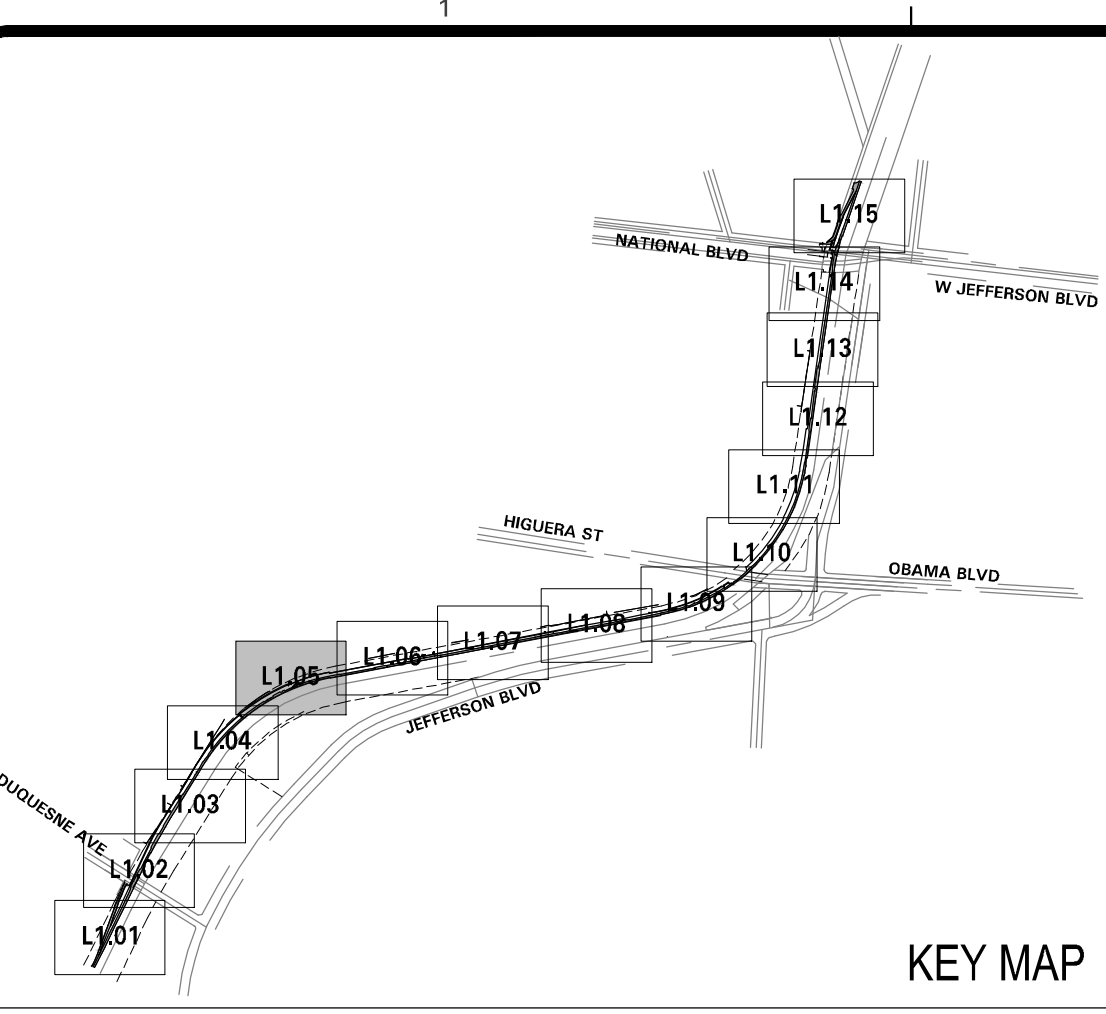 1
L1.15
NATIONAL BLVD
L1.14
W JEFFERSON BLVD
L1.13
L1.12
L1.11
HIGUERA ST
L1.10
OBAMA BLVD
L1.09
L1.08
L1.07
L1.06
L1.05
JEFFERSON BLVD
L1.04
L1.03
DUQUESNE AVE
L1.02
L1.01
KEY MAP